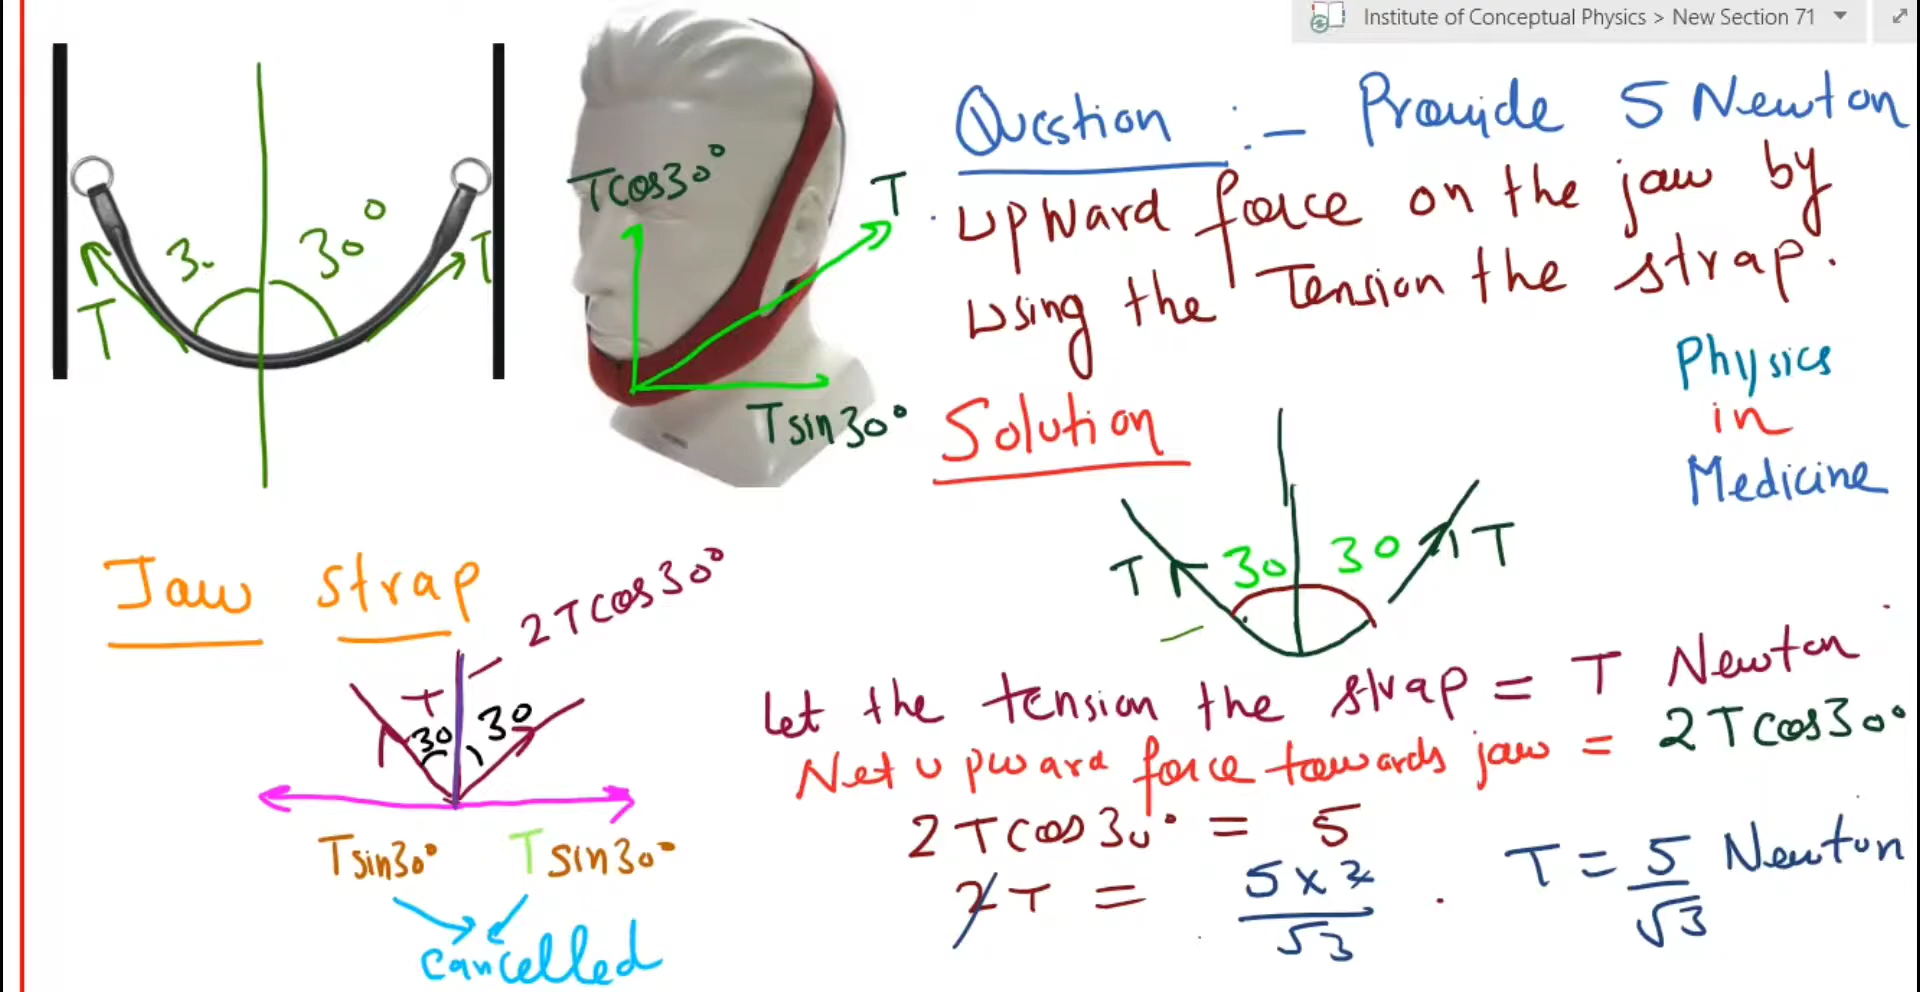 Institute of Conceptual Physics > New Section 71
Question :- Provide 5 Newton
upward force on the jaw by
using the Tension the strap.
Physics
in
Medicine
30 30°
T T
Tcos30°
T
Tsin30°
Solution
T 30 30 T
Jaw strap
2Tcos30°
T
30 30
Tsin30° Tsin30°
cancelled
Let the tension the strap = T Newton
Net upward force towards jaw = 2Tcos30°
2Tcos30° = 5
2T = 5 x 2 / √3 . T = 5 / √3 Newton